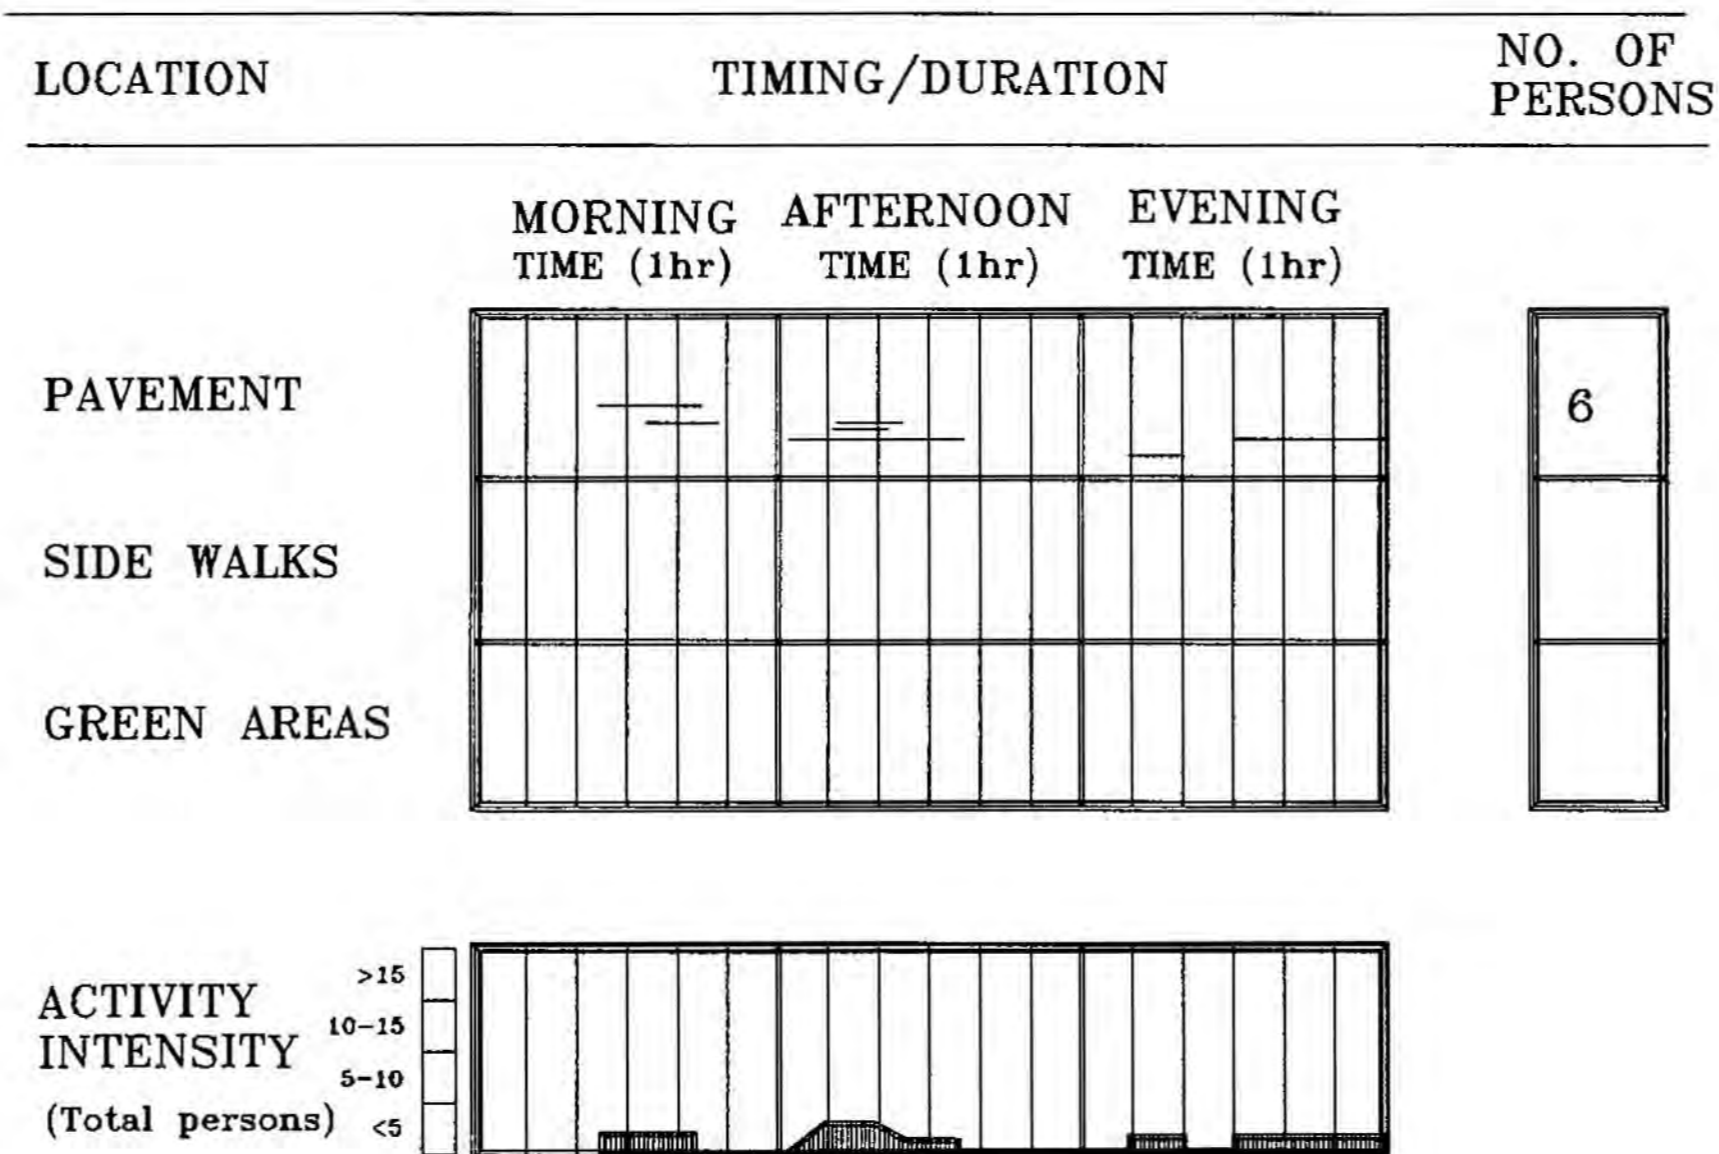 LOCATION TIMING/DURATION NO. OF PERSONS
MORNING AFTERNOON EVENING
TIME (1hr) TIME (1hr) TIME (1hr)
PAVEMENT 6
SIDE WALKS
GREEN AREAS
>15
ACTIVITY
10-15
INTENSITY
5-10
(Total persons) <5